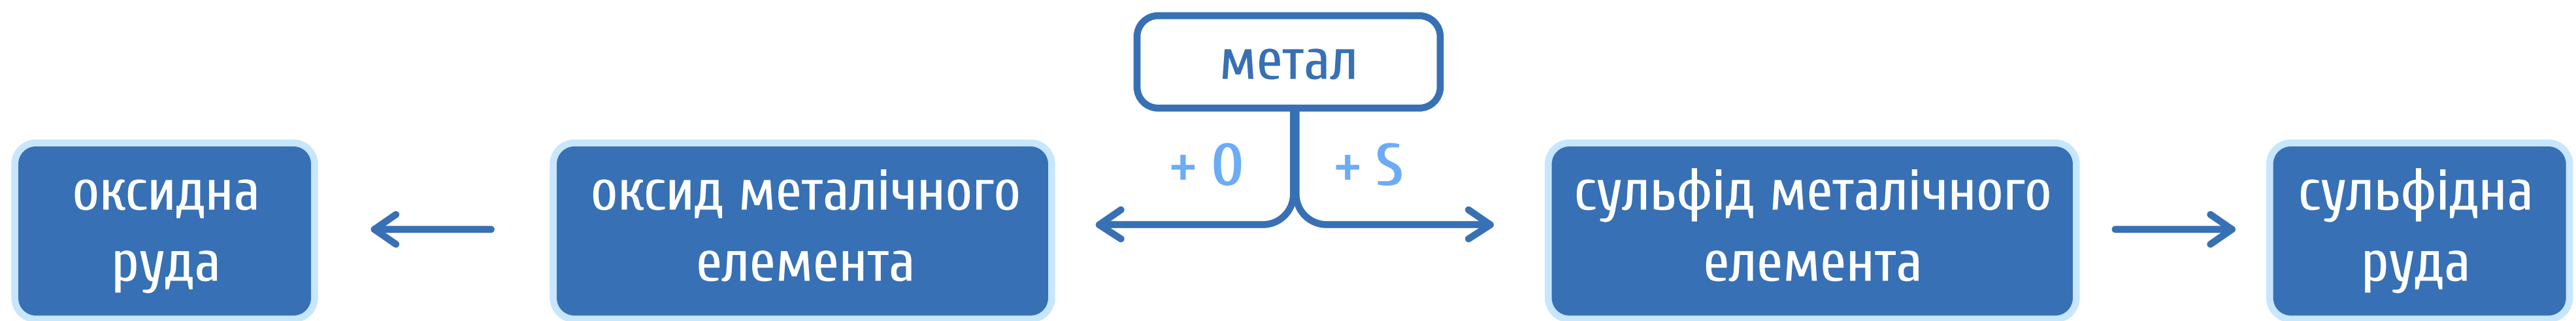 метал
+ O
+ S
оксидна
руда
оксид металічного
елемента
сульфід металічного
елемента
сульфідна
руда